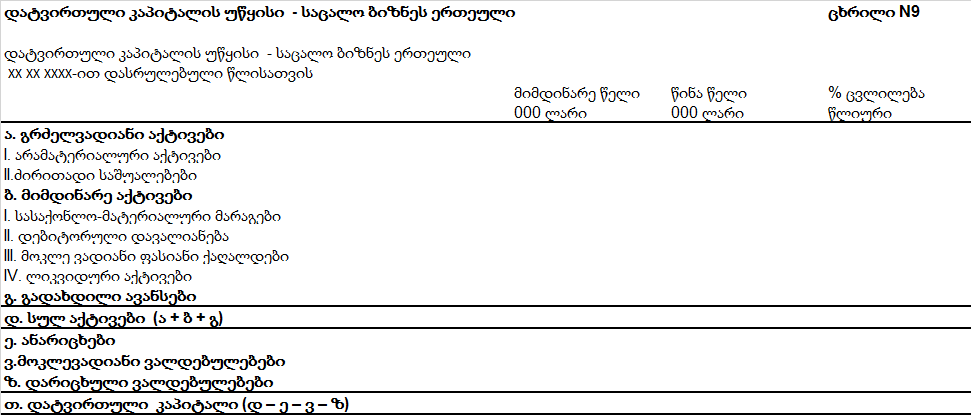 დატვირთული კაპიტალის უწყისი - საცალო ბიზნეს ერთეული ცხრილი N9
დატვირთული კაპიტალის უწყისი - საცალო ბიზნეს ერთეული
xx xx xxxx-ით დასრულებული წლისათვის
მიმდინარე წელი წინა წელი % ცვლილება
000 ლარი 000 ლარი წლიური
ა. გრძელვადიანი აქტივები
I. არამატერიალური აქტივები
II.ძირითადი საშუალებები
ბ. მიმდინარე აქტივები
I. სასაქონლო-მატერიალური მარაგები
II. დებიტორული დავალიანება
III. მოკლე ვადიანი ფასიანი ქაღალდები
IV. ლიკვიდური აქტივები
გ. გადახდილი ავანსები
დ. სულ აქტივები (ა + ბ + გ)
ე. ანარიცხები
ვ.მოკლევადიანი ვალდებულებები
ზ. დარიცხული ვალდებულებები
თ. დატვირთული კაპიტალი (დ – ე – ვ – ზ)